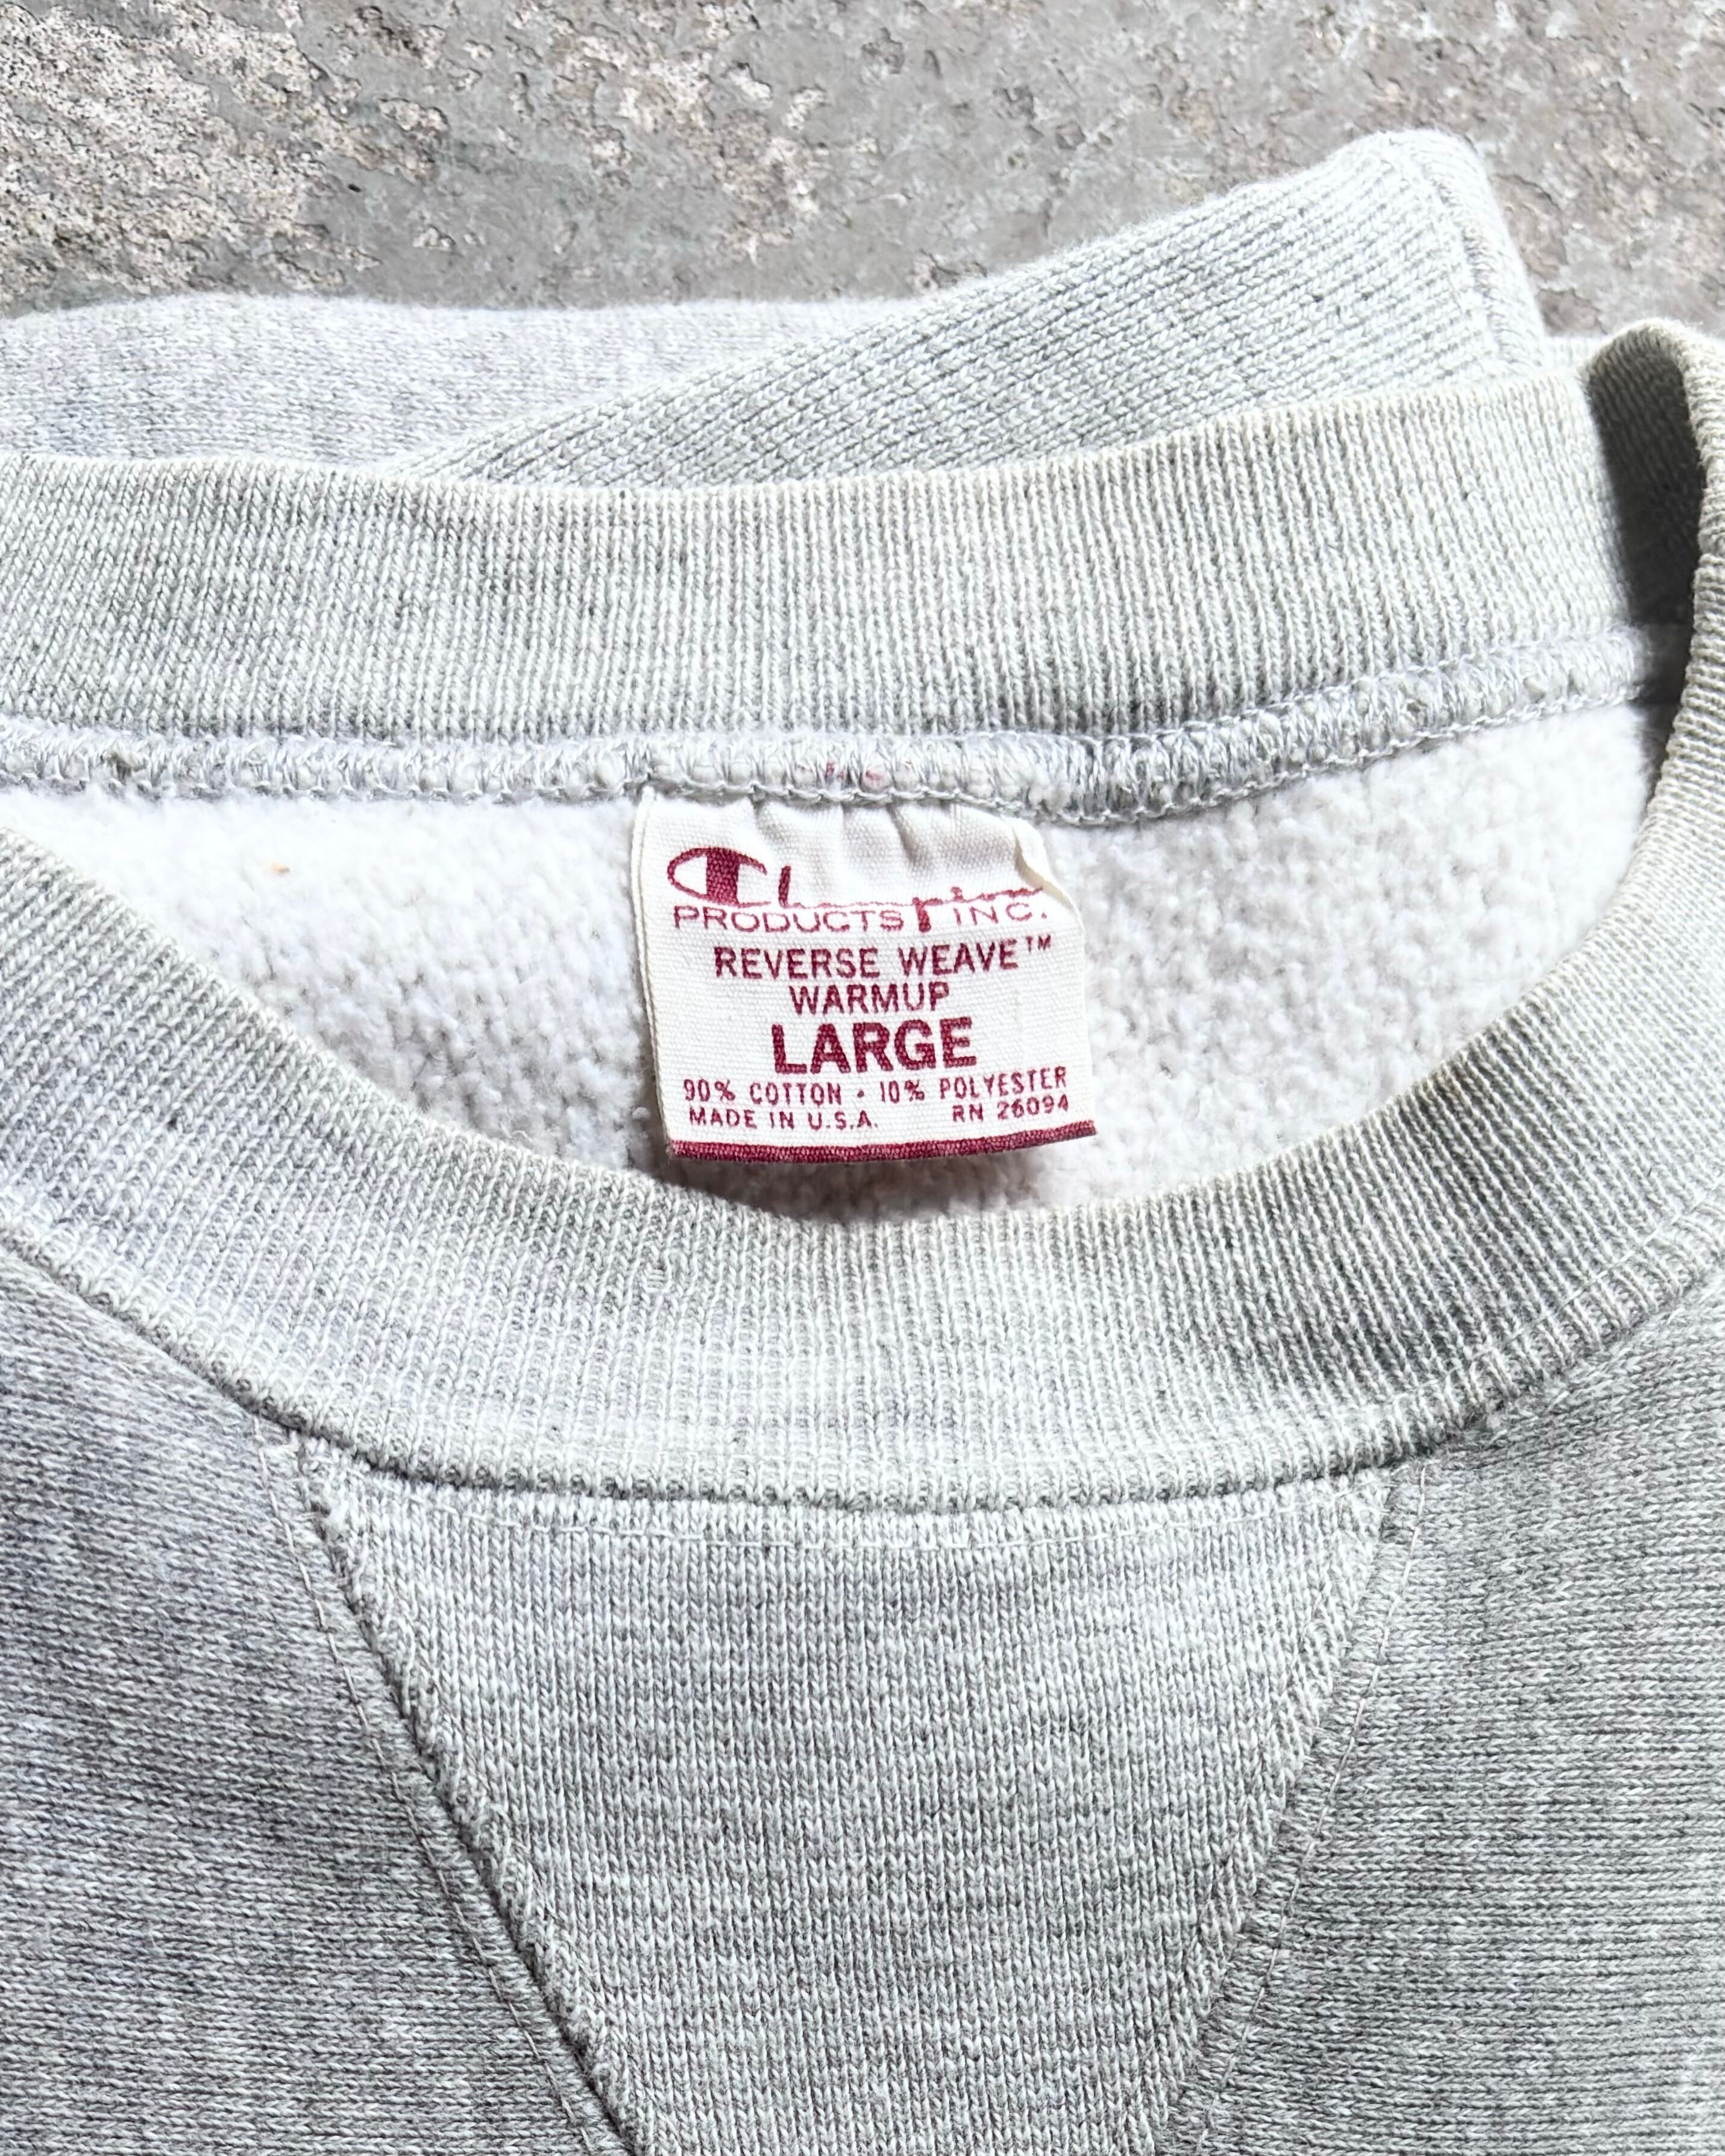 Champion
PRODUCTS INC.
REVERSE WEAVE™
WARMUP
LARGE
90% COTTON • 10% POLYESTER
MADE IN U.S.A. RN 26094